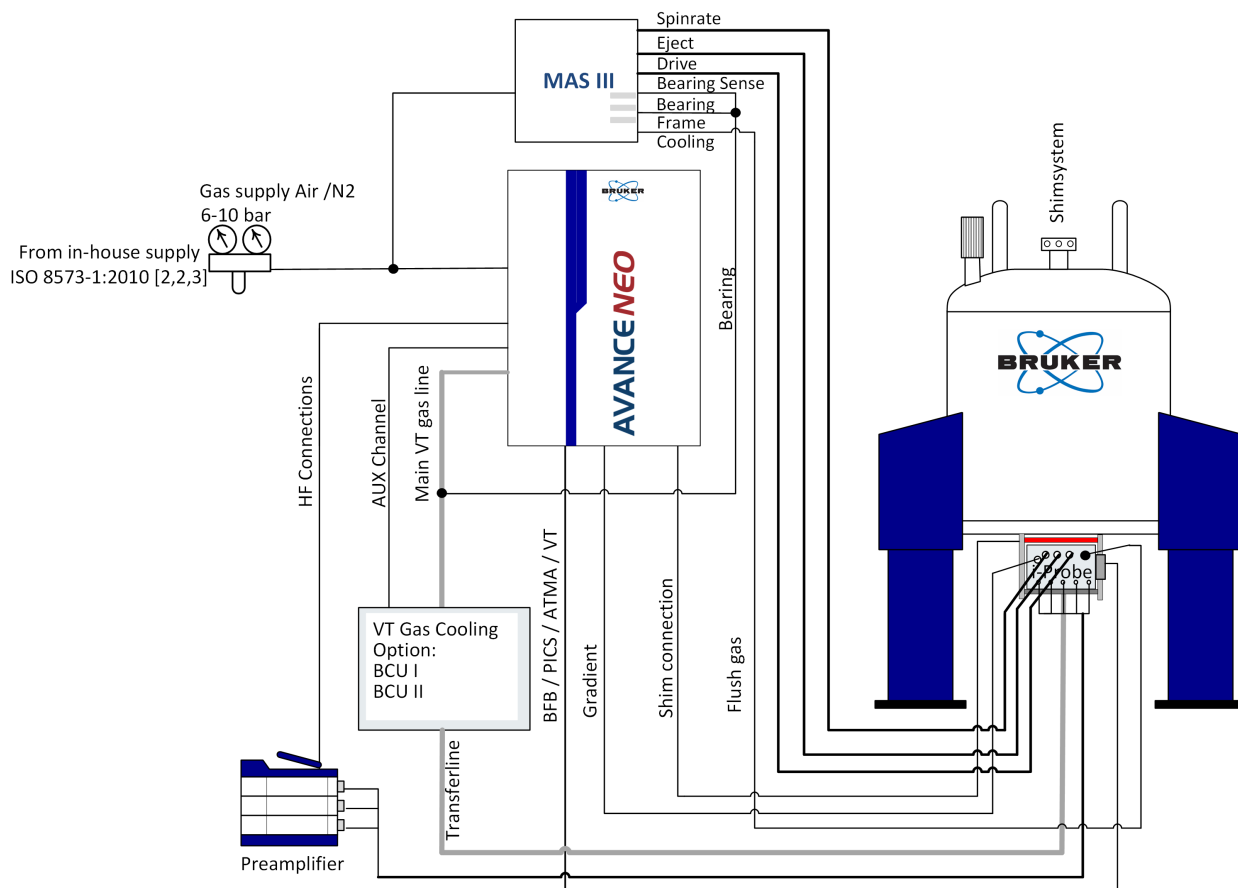 Spinrate
Eject
Drive
Bearing Sense
Bearing
Frame
Cooling
MAS III
Gas supply Air /N2
6-10 bar
From in-house supply
ISO 8573-1:2010 [2,2,3]
BRUKER
AVANCENEO
Shimsystem
BRUKER
Bearing
HF Connections
AUX Channel
Main VT gas line
VT Gas Cooling
Option:
BCU I
BCU II
BFB / PICS / ATMA / VT
Gradient
Shim connection
Flush gas
i-Probe
Transferline
Preamplifier